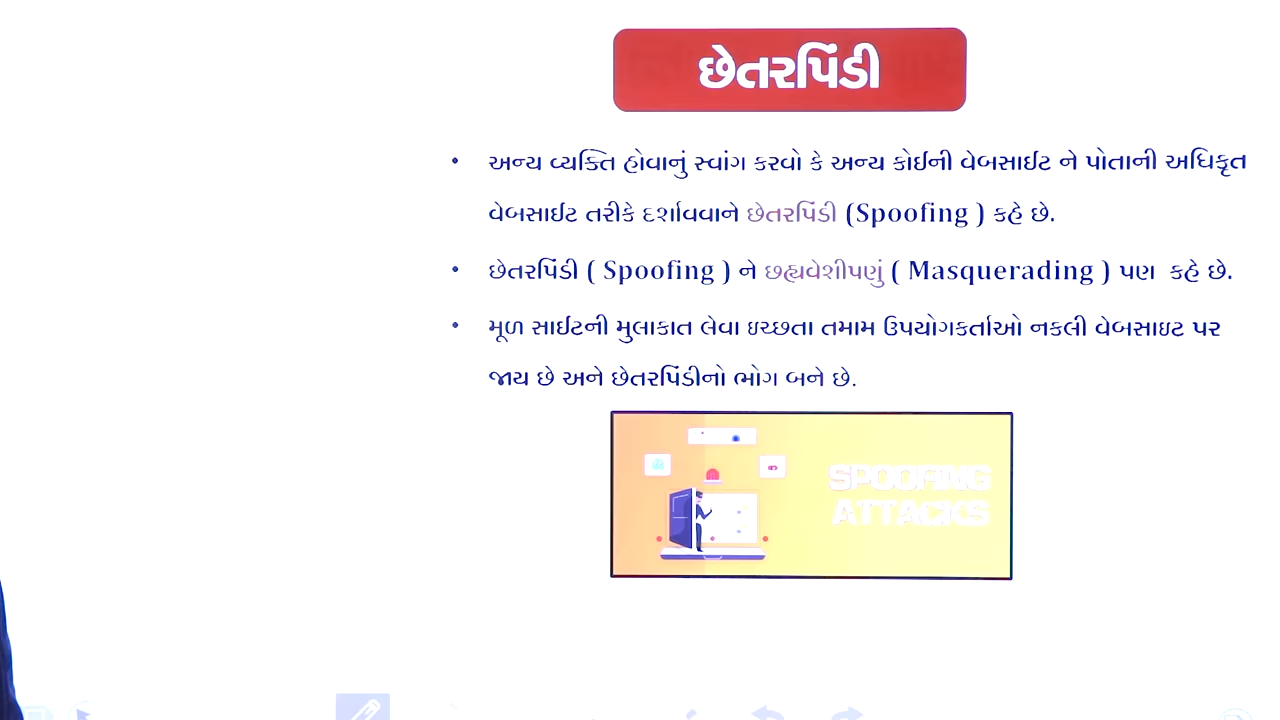 છેતરપિંડી
• અન્ય વ્યક્તિ હોવાનું સ્વાંગ કરવો કે અન્ય કોઈની વેબસાઈટ ને પોતાની અધિકૃત
વેબસાઈટ તરીકે દર્શાવવાને છેતરપિંડી (Spoofing ) કહે છે.
• છેતરપિંડી ( Spoofing ) ને છહ્યવેશીપણું ( Masquerading ) પણ કહે છે.
• મૂળ સાઈટની મુલાકાત લેવા ઇચ્છતા તમામ ઉપયોગકર્તાઓ નકલી વેબસાઇટ પર
જાય છે અને છેતરપિંડીનો ભોગ બને છે.
SPOOFING
ATTACKS